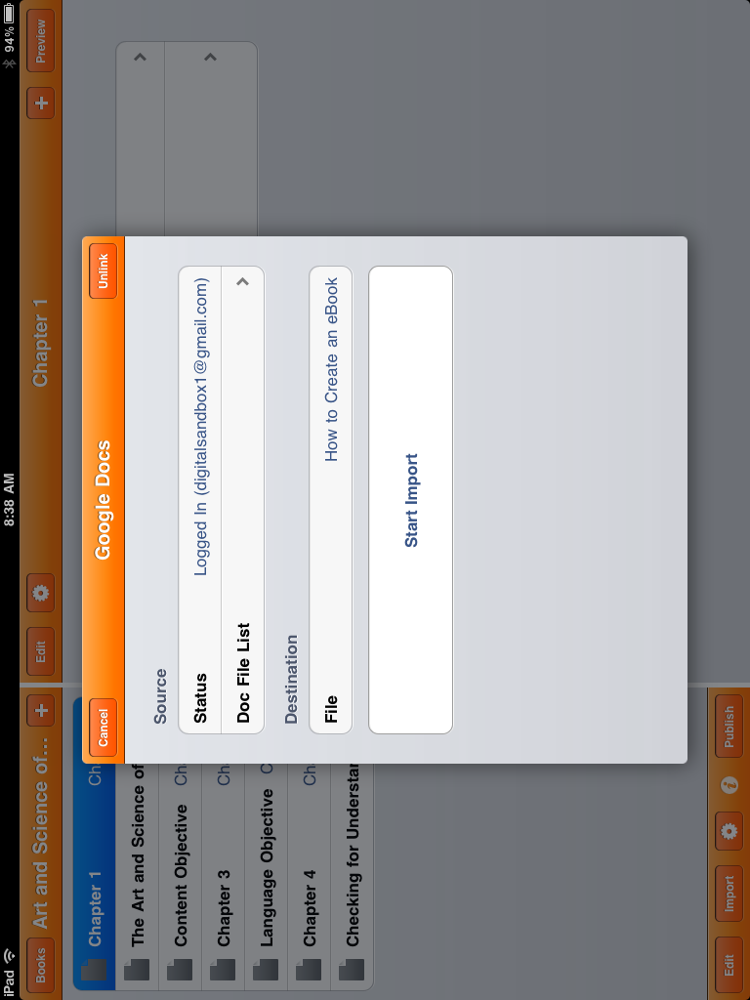 iPad 8:38 AM 94%
Books Art and Science of... Edit Chapter 1 Preview
Cancel Google Docs Unlink
Source
Status Logged In (digitalsandbox1@gmail.com)
Doc File List
Destination
File How to Create an eBook
Start Import
Chapter 1 Ch
The Art and Science of
Content Objective Ch
Chapter 3 Ch
Language Objective C
Chapter 4 Ch
Checking for Understar
Edit Import Publish